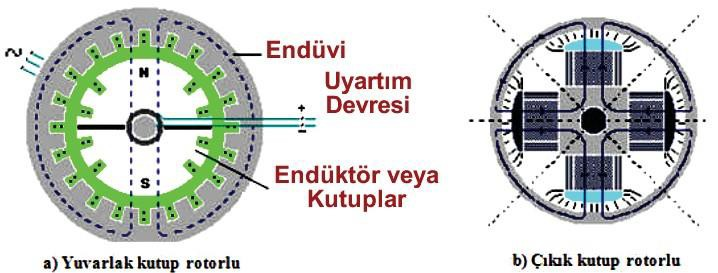 Endüvi
Uyartım
Devresi
+
-
N
S
Endüktör veya
Kutuplar
a) Yuvarlak kutup rotorlu
b) Çıkık kutup rotorlu